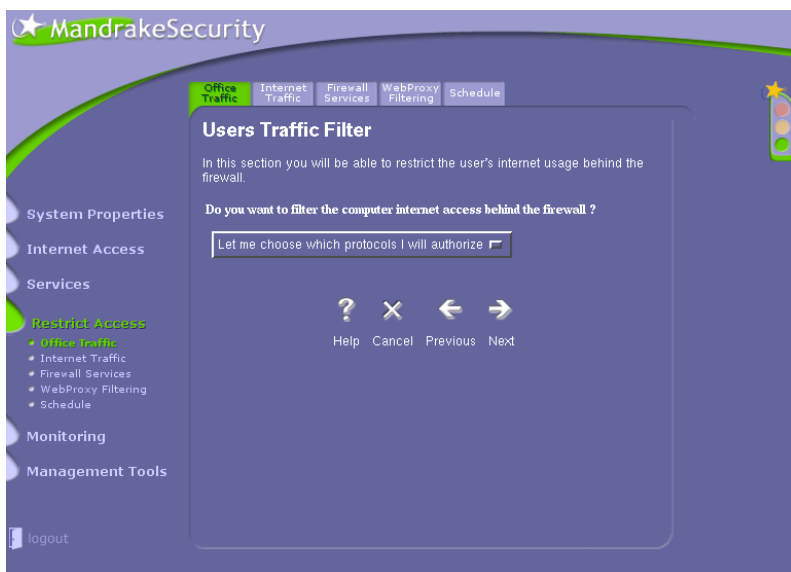 MandrakeSecurity
Office Traffic
Internet Traffic
Firewall Services
WebProxy Filtering
Schedule
Users Traffic Filter
In this section you will be able to restrict the user's internet usage behind the
firewall.
Do you want to filter the computer internet access behind the firewall ?
Let me choose which protocols I will authorize
Help Cancel Previous Next
System Properties
Internet Access
Services
Restrict Access
Office Traffic
Internet Traffic
Firewall Services
WebProxy Filtering
Schedule
Monitoring
Management Tools
logout